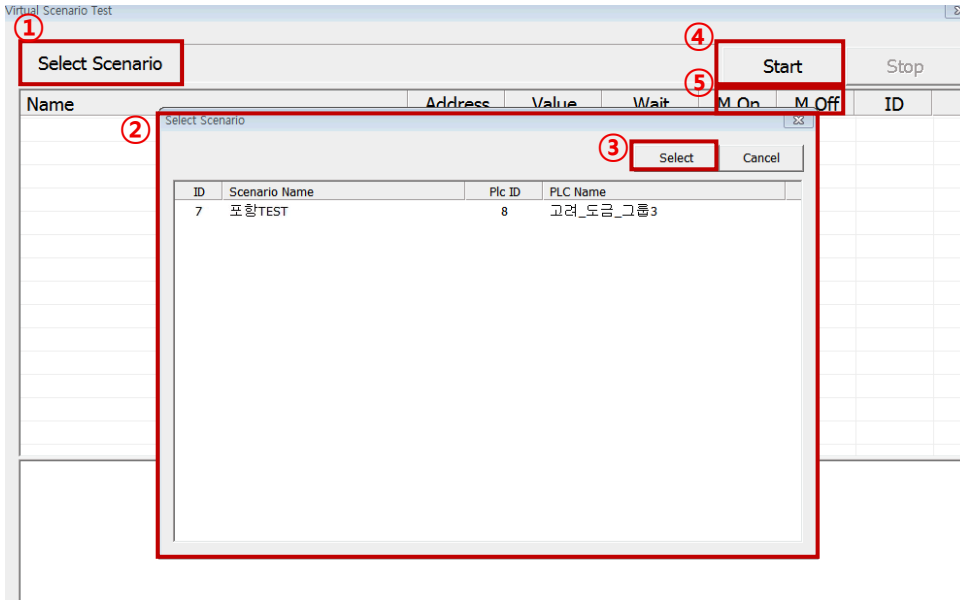 Virtual Scenario Test
① ④
Select Scenario Start Stop
⑤
Name Address Value Wait M On M Off ID
② Select Scenario
③ Select Cancel
ID Scenario Name Plc ID PLC Name
7 포항TEST 8 고려_도금_그룹3